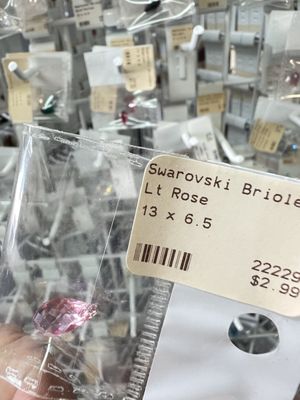 Swarovski Briole
Lt Rose
13 x 6.5
22229
$2.99